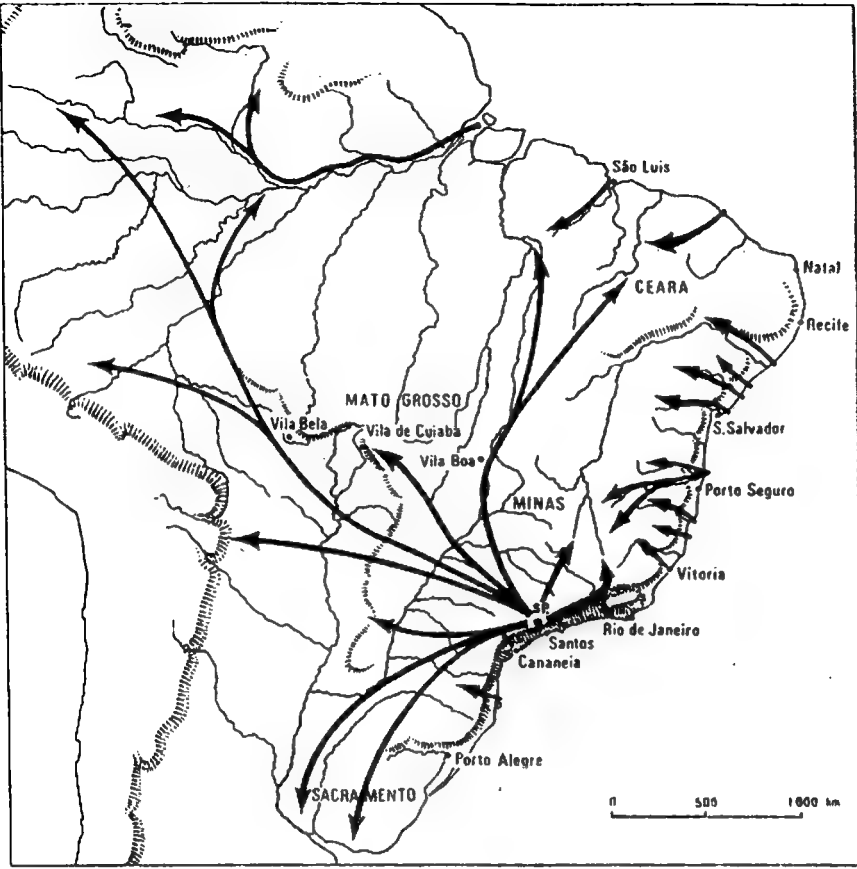 São Luis
Natal
CEARA
Recife
MATO GROSSO
Vila Bela
Vila de Cuiaba
S.Salvador
Vila Boa
MINAS
Porto Seguro
Vitoria
SP.
Rio de Janeiro
Santos
Cananeia
Porto Alegre
SACRAMENTO
0 500 1000 km